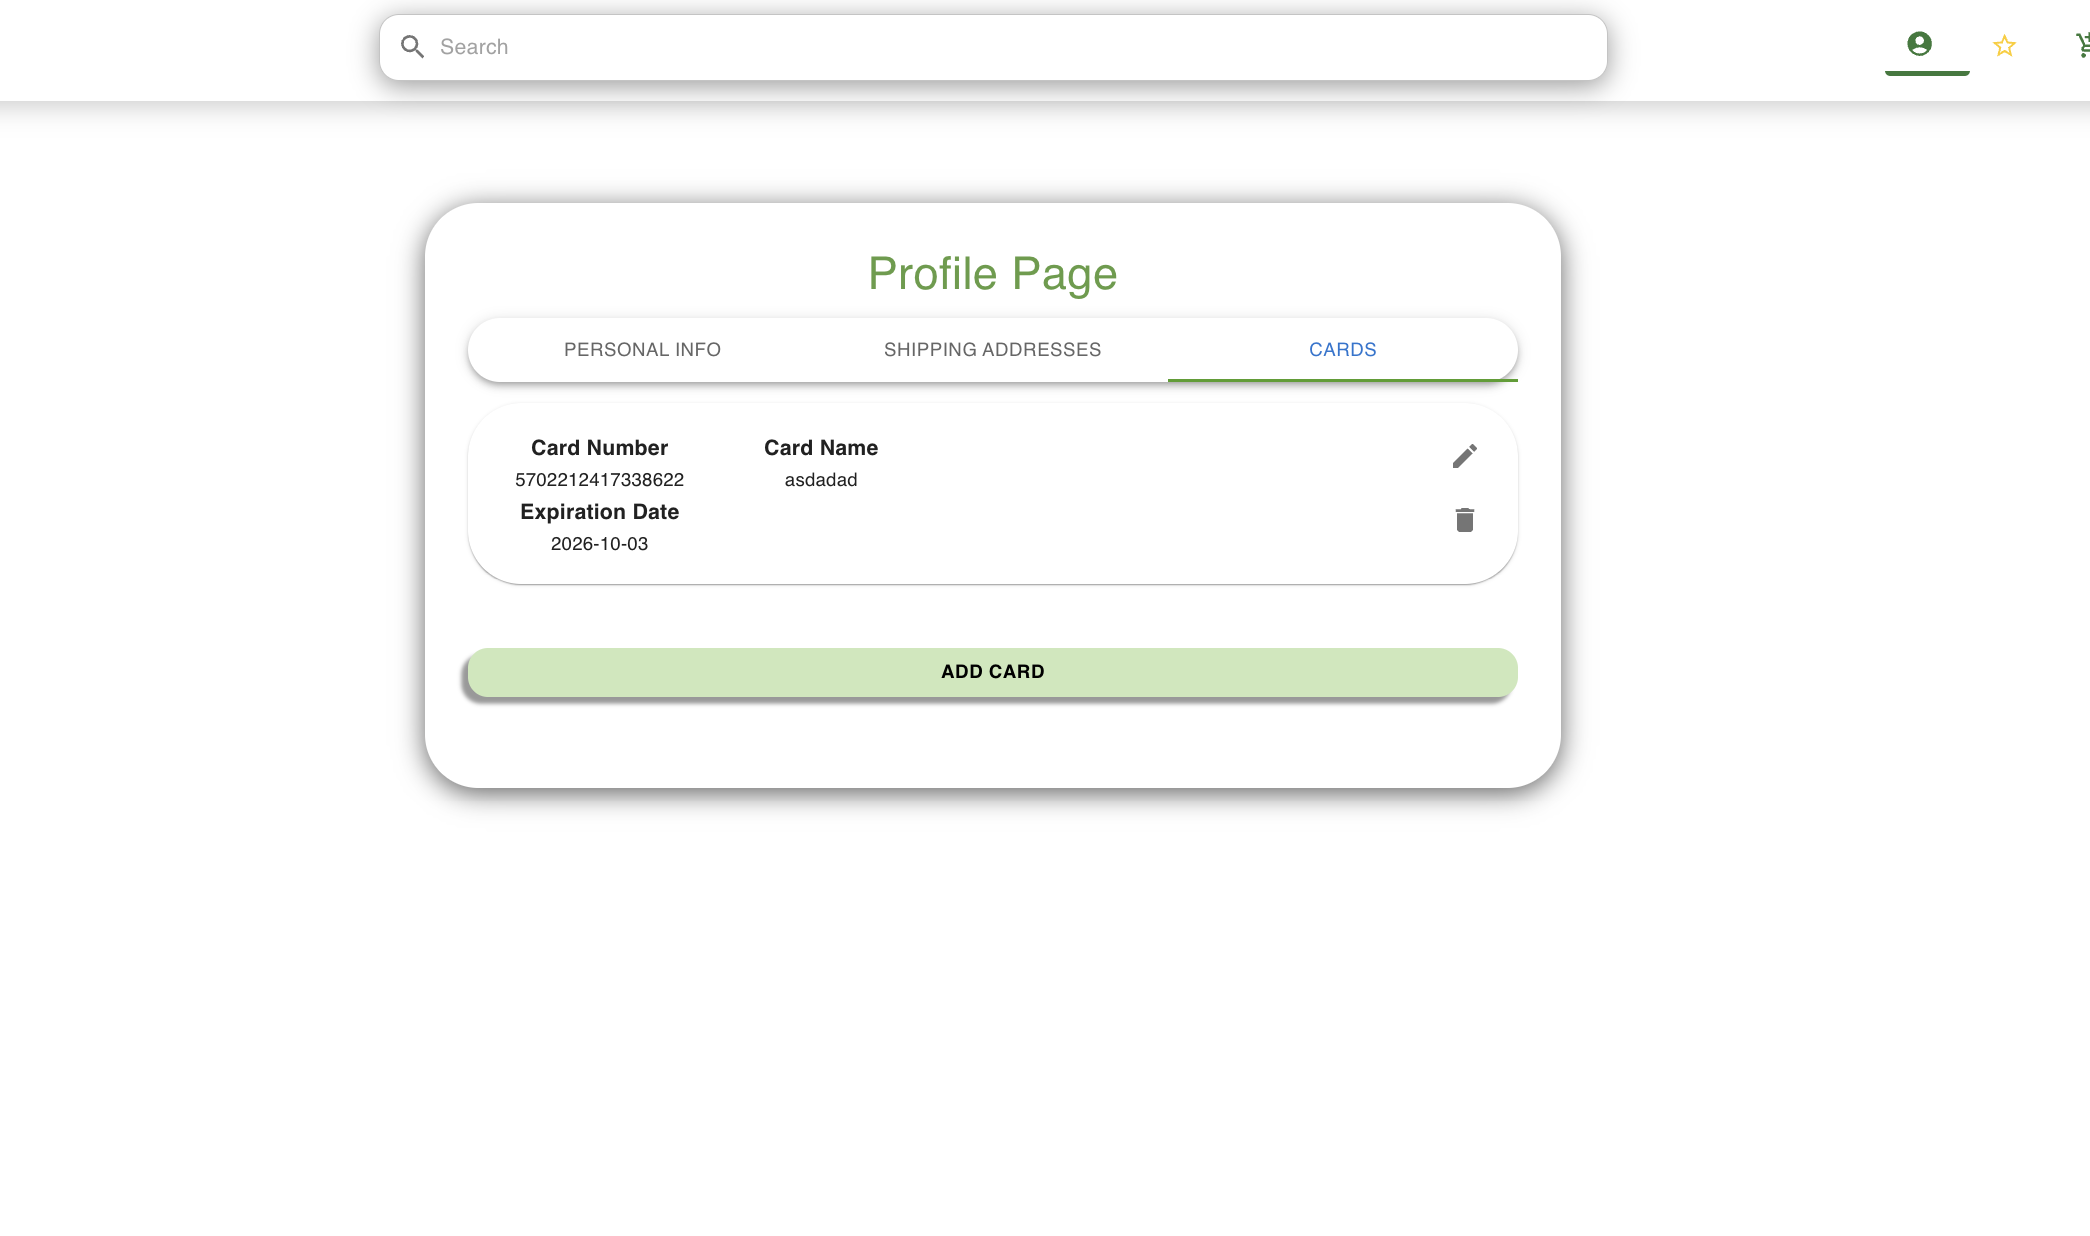 Search
Profile Page
PERSONAL INFO SHIPPING ADDRESSES CARDS
Card Number Card Name
5702212417338622 asdadad
Expiration Date
2026-10-03
ADD CARD